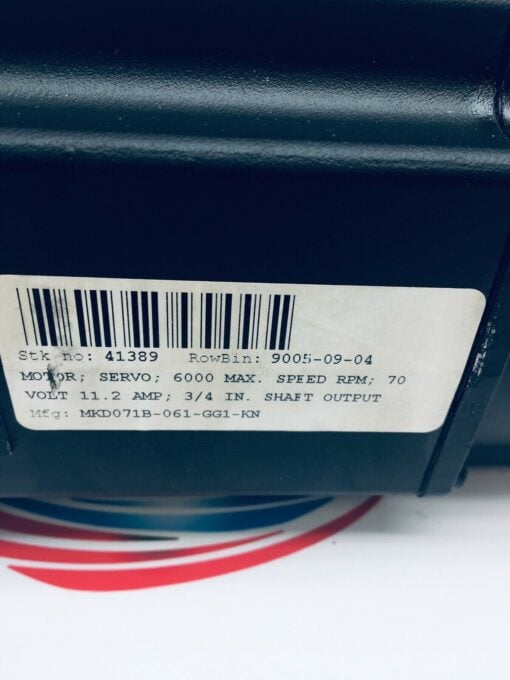 Stk no: 41389 RowBin: 9005-09-04
MOTOR; SERVO; 6000 MAX. SPEED RPM; 70
VOLT 11.2 AMP; 3/4 IN. SHAFT OUTPUT
Mfg: MKD071B-061-GG1-KN